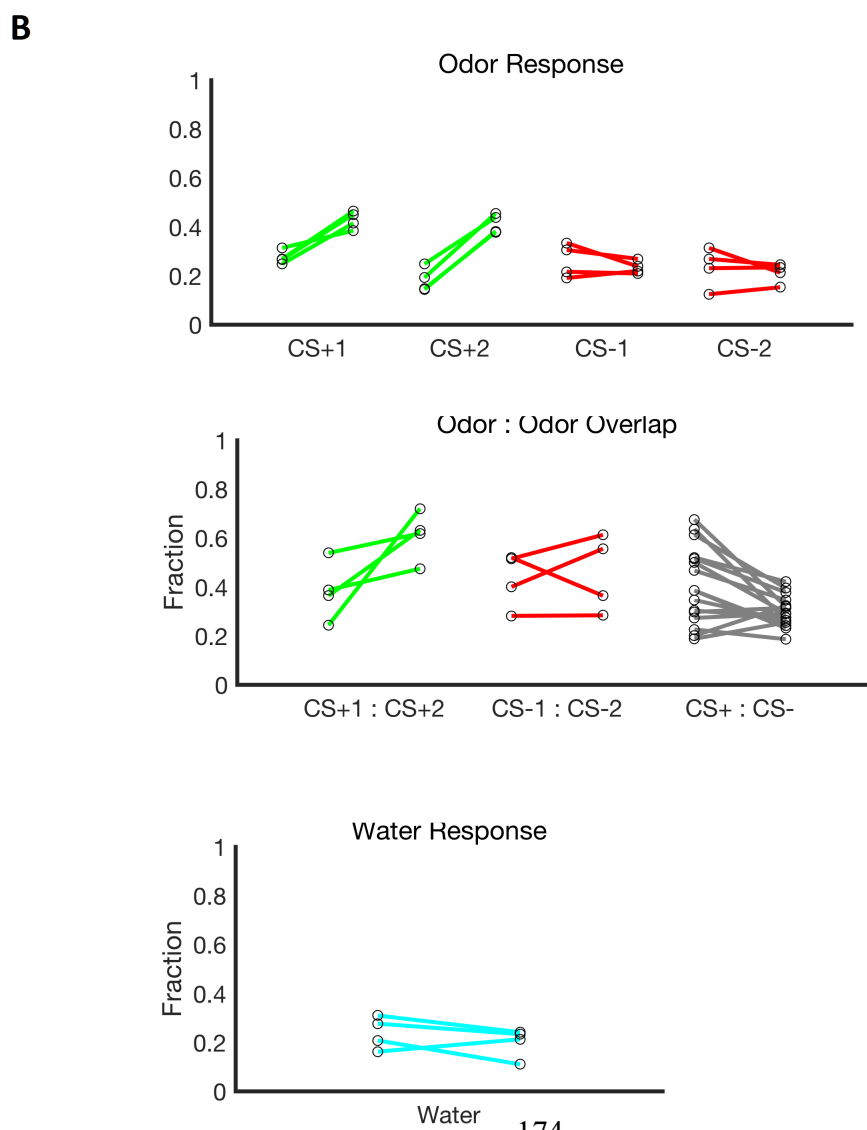 B
Odor Response
1
0.8
0.6
0.4
0.2
0
CS+1 CS+2 CS-1 CS-2
Odor : Odor Overlap
1
0.8
0.6
0.4
0.2
0
Fraction
CS+1 : CS+2 CS-1 : CS-2 CS+ : CS-
Water Response
1
0.8
0.6
0.4
0.2
0
Fraction
Water
174